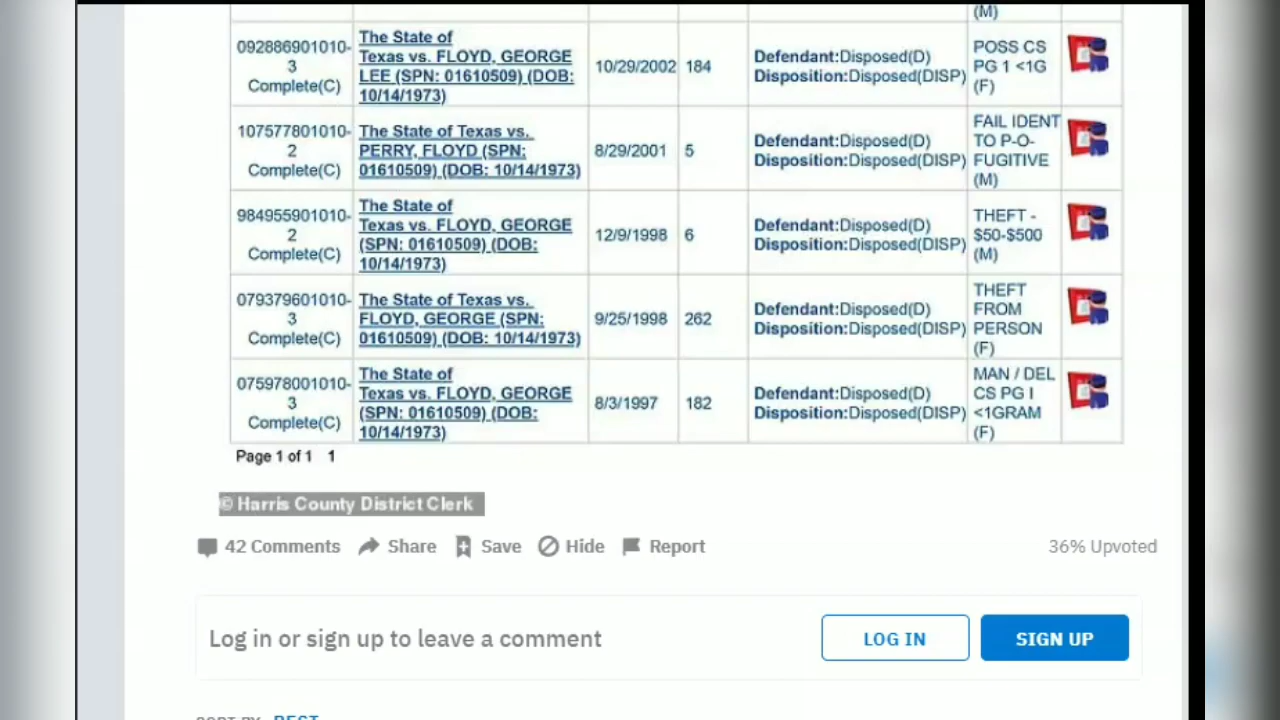 (M)
092886901010-
3
Complete(C)
The State of
Texas vs. FLOYD, GEORGE
LEE (SPN: 01610509) (DOB:
10/14/1973)
10/29/2002
184
Defendant:Disposed(D)
Disposition:Disposed(DISP)
POSS CS
PG 1 <1G
(F)
107577801010-
2
Complete(C)
The State of Texas vs.
PERRY, FLOYD (SPN:
01610509) (DOB: 10/14/1973)
8/29/2001
5
Defendant:Disposed(D)
Disposition:Disposed(DISP)
FAIL IDENT
TO P-O-
FUGITIVE
(M)
984955901010-
2
Complete(C)
The State of
Texas vs. FLOYD, GEORGE
(SPN: 01610509) (DOB:
10/14/1973)
12/9/1998
6
Defendant:Disposed(D)
Disposition:Disposed(DISP)
THEFT -
$50-$500
(M)
079379601010-
3
Complete(C)
The State of Texas vs.
FLOYD, GEORGE (SPN:
01610509) (DOB: 10/14/1973)
9/25/1998
262
Defendant:Disposed(D)
Disposition:Disposed(DISP)
THEFT
FROM
PERSON
(F)
075978001010-
3
Complete(C)
The State of
Texas vs. FLOYD, GEORGE
(SPN: 01610509) (DOB:
10/14/1973)
8/3/1997
182
Defendant:Disposed(D)
Disposition:Disposed(DISP)
MAN / DEL
CS PG I
<1GRAM
(F)
Page 1 of 1 1
© Harris County District Clerk
42 Comments Share Save Hide Report 36% Upvoted
Log in or sign up to leave a comment LOG IN SIGN UP
SORT BY BEST